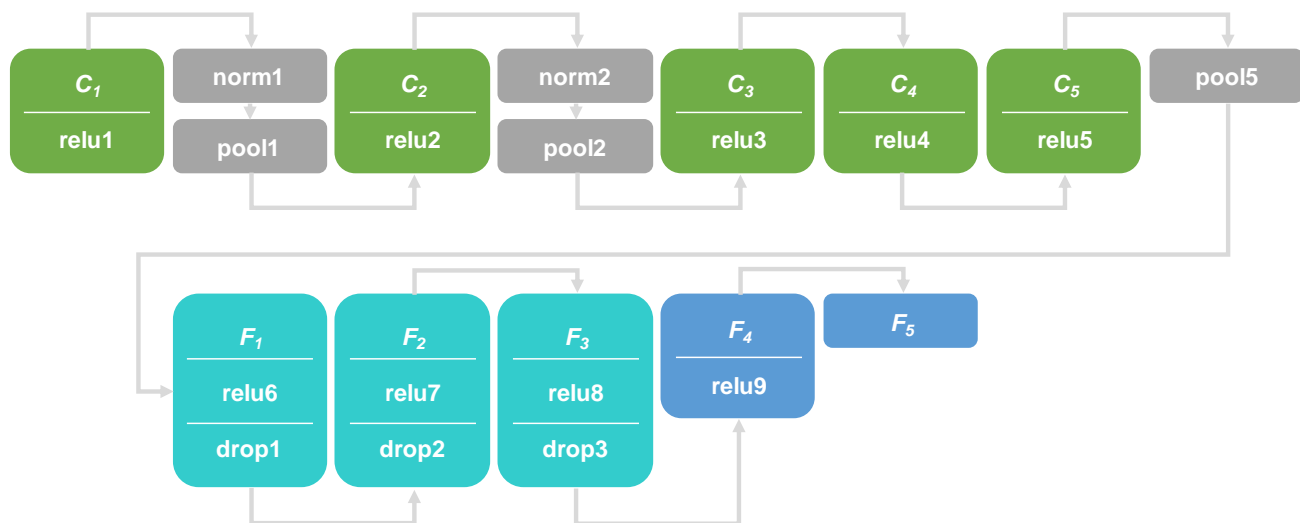 C1
relu1
norm1
pool1
C2
relu2
norm2
pool2
C3
relu3
C4
relu4
C5
relu5
pool5
F1
relu6
drop1
F2
relu7
drop2
F3
relu8
drop3
F4
relu9
F5